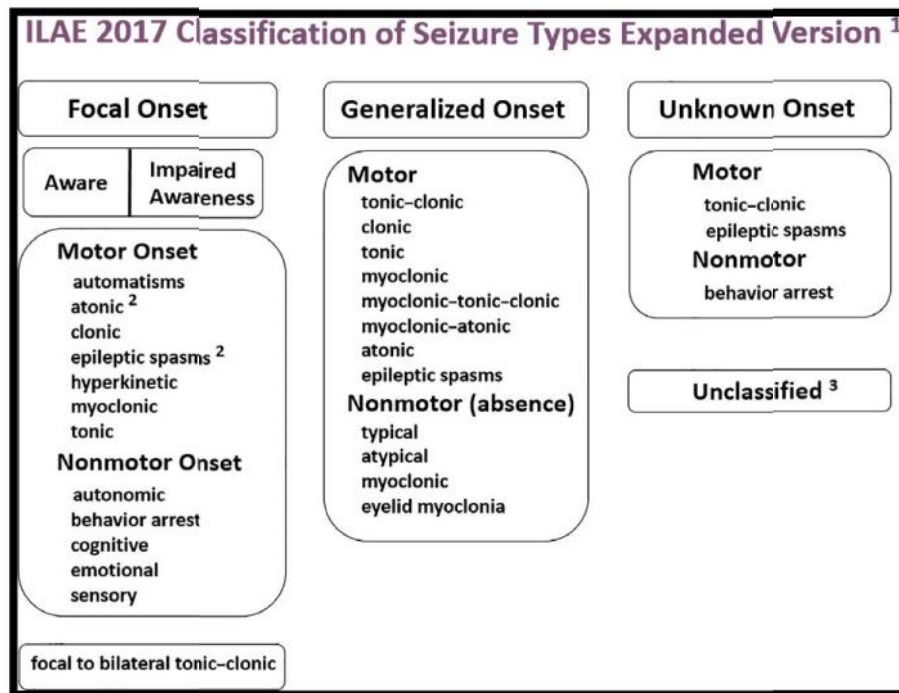 ILAE 2017 Classification of Seizure Types Expanded Version ¹
Focal Onset
Aware
Impaired
Awareness
Motor Onset
automatisms
atonic ²
clonic
epileptic spasms ²
hyperkinetic
myoclonic
tonic
Nonmotor Onset
autonomic
behavior arrest
cognitive
emotional
sensory
focal to bilateral tonic–clonic
Generalized Onset
Motor
tonic–clonic
clonic
tonic
myoclonic
myoclonic–tonic–clonic
myoclonic–atonic
atonic
epileptic spasms
Nonmotor (absence)
typical
atypical
myoclonic
eyelid myoclonia
Unknown Onset
Motor
tonic–clonic
epileptic spasms
Nonmotor
behavior arrest
Unclassified ³